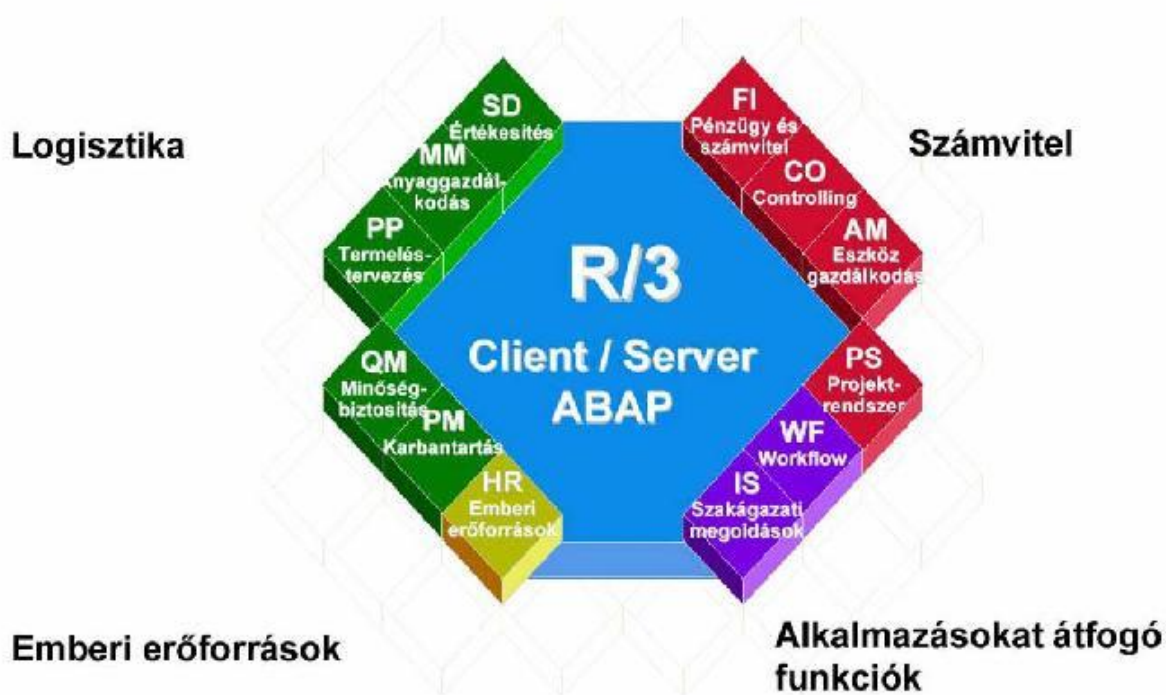 Logisztika
SD
Értékesítés
MM
Anyaggazdál-
kodás
PP
Termelés-
tervezés
QM
Minőség-
biztosítás
PM
Karbantartás
HR
Emberi
erőforrások
R/3
Client / Server
ABAP
FI
Pénzügy és
számvitel
CO
Controlling
AM
Eszköz
gazdálkodás
PS
Projekt-
rendszer
WF
Workflow
IS
Szakágazati
megoldások
Számvitel
Emberi erőforrások
Alkalmazásokat átfogó
funkciók